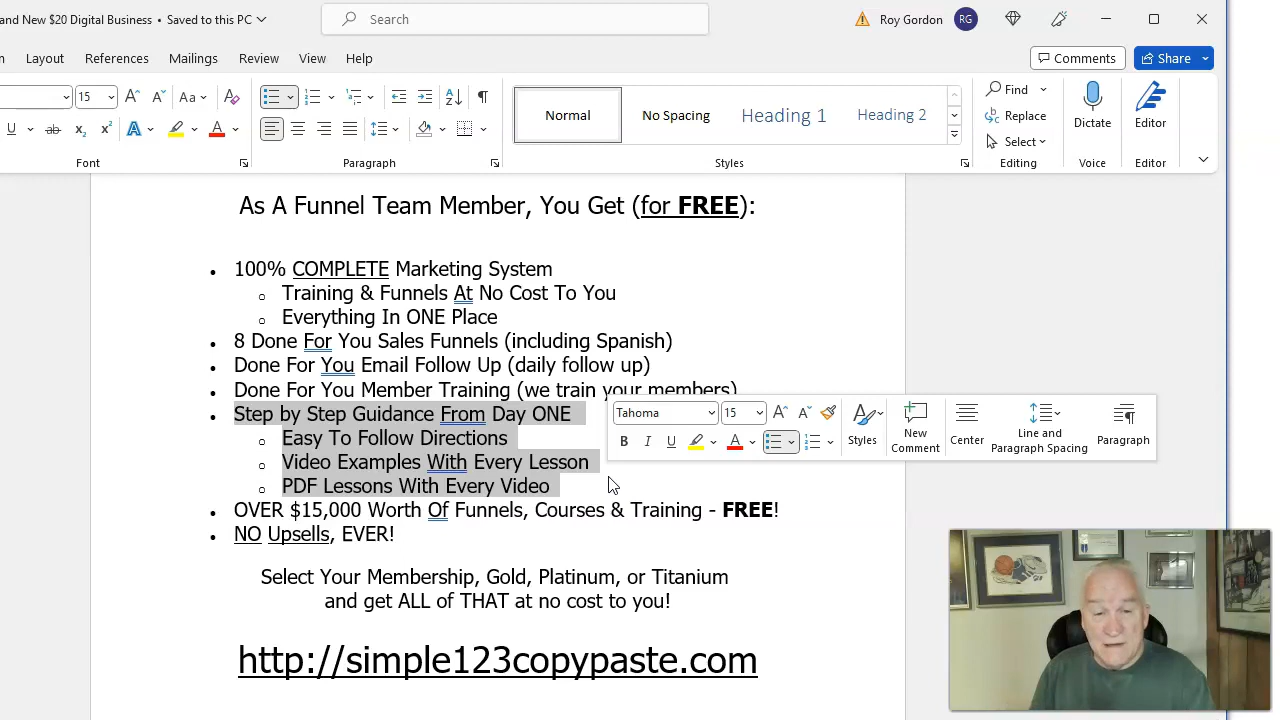 and New $20 Digital Business • Saved to this PC
Search
Roy Gordon
RG
Layout
References
Mailings
Review
View
Help
Comments
Share
15
Aa
Normal
No Spacing
Heading 1
Heading 2
Find
Replace
Select
Dictate
Editor
Font
Paragraph
Styles
Editing
Voice
Editor
As A Funnel Team Member, You Get (for FREE):
100% COMPLETE Marketing System
Training & Funnels At No Cost To You
Everything In ONE Place
8 Done For You Sales Funnels (including Spanish)
Done For You Email Follow Up (daily follow up)
Done For You Member Training (we train your members)
Step by Step Guidance From Day ONE
Easy To Follow Directions
Video Examples With Every Lesson
PDF Lessons With Every Video
OVER $15,000 Worth Of Funnels, Courses & Training - FREE!
NO Upsells, EVER!
Tahoma
15
Styles
New Comment
Center
Line and Paragraph Spacing
Paragraph
Select Your Membership, Gold, Platinum, or Titanium
and get ALL of THAT at no cost to you!
http://simple123copypaste.com